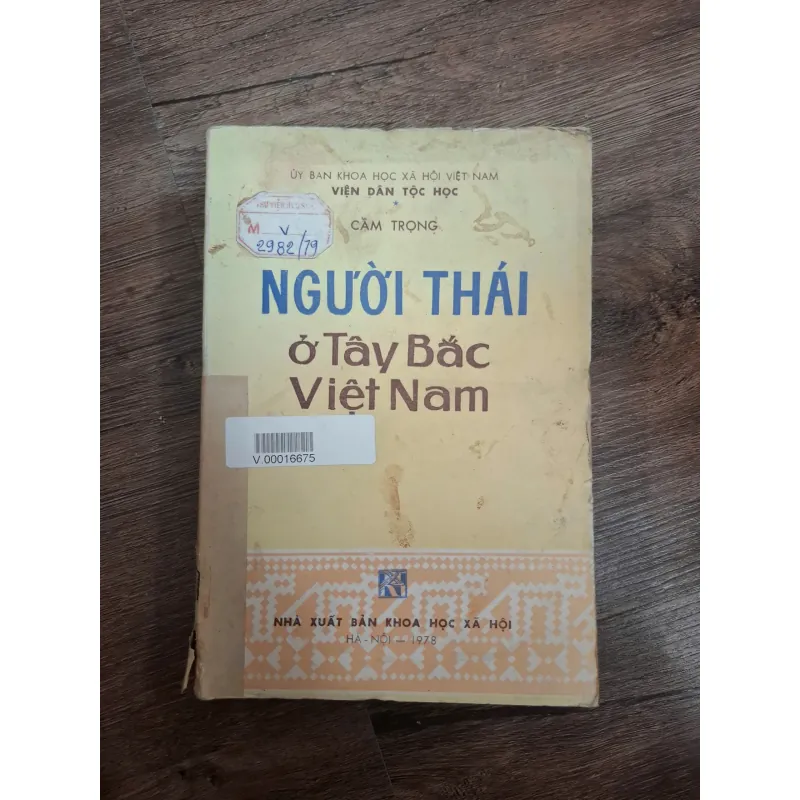 ỦY BAN KHOA HỌC XÃ HỘI VIỆT NAM
VIỆN DÂN TỘC HỌC
*
CẦM TRỌNG
M V
2982/79
NGƯỜI THÁI
ở Tây Bắc
Việt Nam
V.00016675
NHÀ XUẤT BẢN KHOA HỌC XÃ HỘI
HÀ-NỘI — 1978